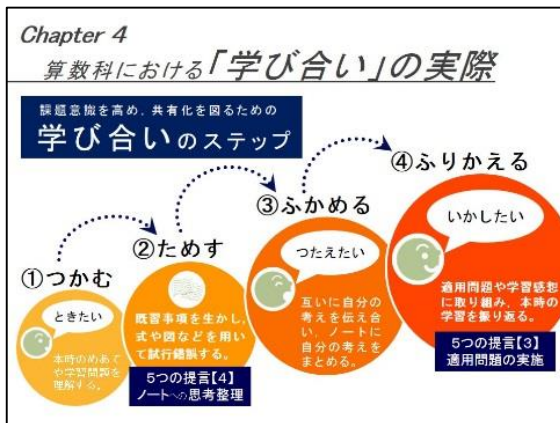 Chapter 4
算数科における「学び合い」の実際
課題意識を高め、共有化を図るための
学び合いのステップ
①つかむ
ときたい
本時のめあて
や学習問題を
理解する。
②ためす
既習事項を生かし、
式や図などを用い
て試行錯誤する。
5つの提言【4】
ノートへの思考整理
③ふかめる
つたえたい
互いに自分の
考えを伝え合
い、ノートに
自分の考えを
まとめる。
④ふりかえる
いかしたい
適用問題や学習感想
に取り組み、本時の
学習を振り返る。
5つの提言【3】
適用問題の実施